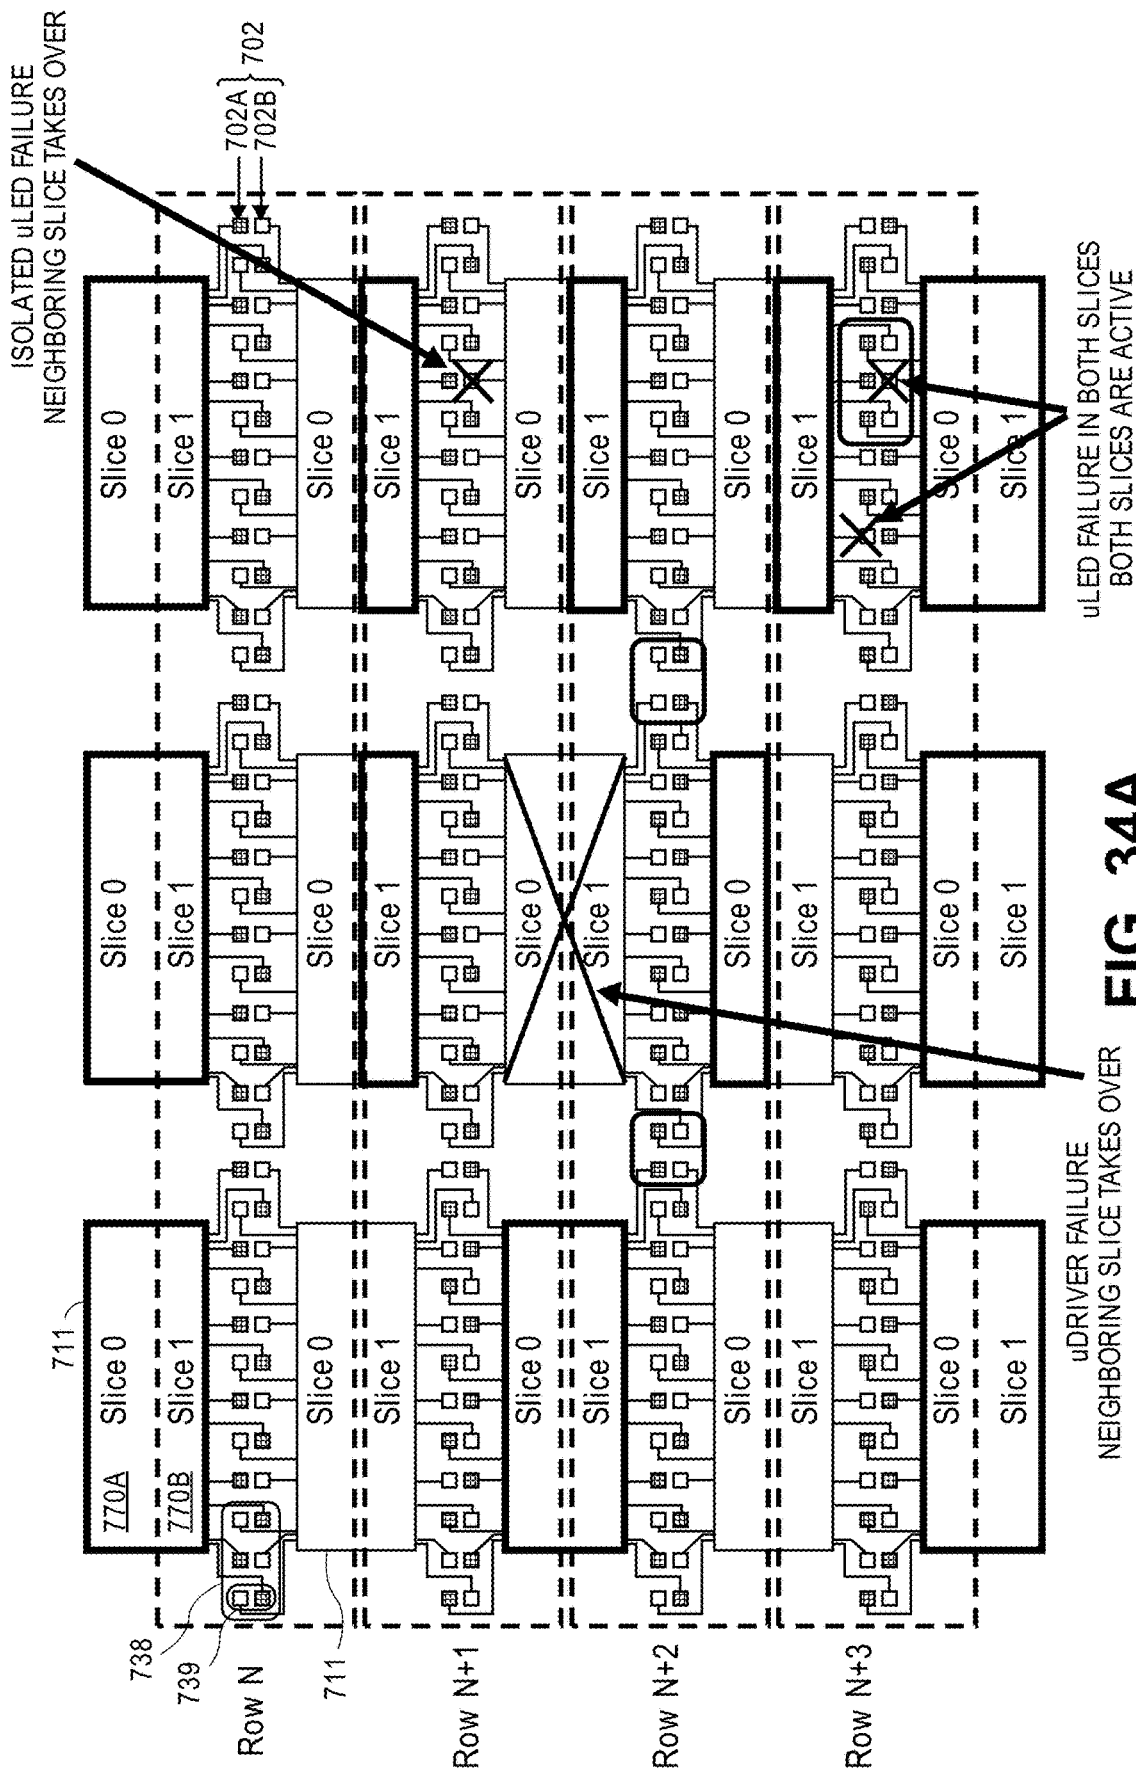 ISOLATED uLED FAILURE
NEIGHBORING SLICE TAKES OVER
711
770A Slice 0 Slice 0 Slice 0
738
770B Slice 1 Slice 1 Slice 1
739
Row N
702A
702B
702
711
Slice 0 Slice 0 Slice 0
Slice 1 Slice 1 Slice 1
Row N+1
Slice 0 Slice 0 Slice 0
Slice 1 Slice 1 Slice 1
Row N+2
Slice 0 Slice 0 Slice 0
Slice 1 Slice 1 Slice 1
Row N+3
Slice 0 Slice 0 Slice 0
Slice 1 Slice 1 Slice 1
uDRIVER FAILURE
NEIGHBORING SLICE TAKES OVER
uLED FAILURE IN BOTH SLICES
BOTH SLICES ARE ACTIVE
FIG. 34A